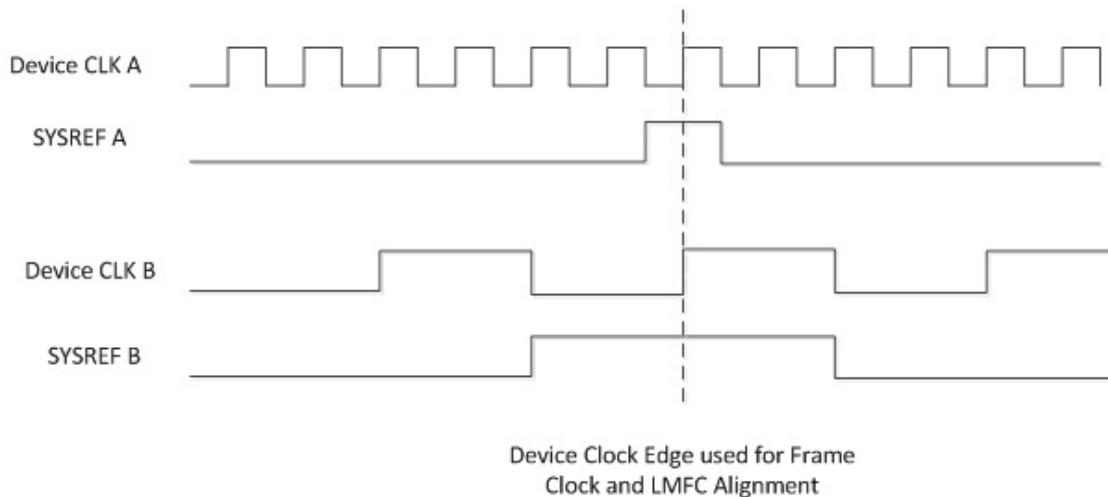 Device CLK A
SYSREF A
Device CLK B
SYSREF B
Device Clock Edge used for Frame
Clock and LMFC Alignment